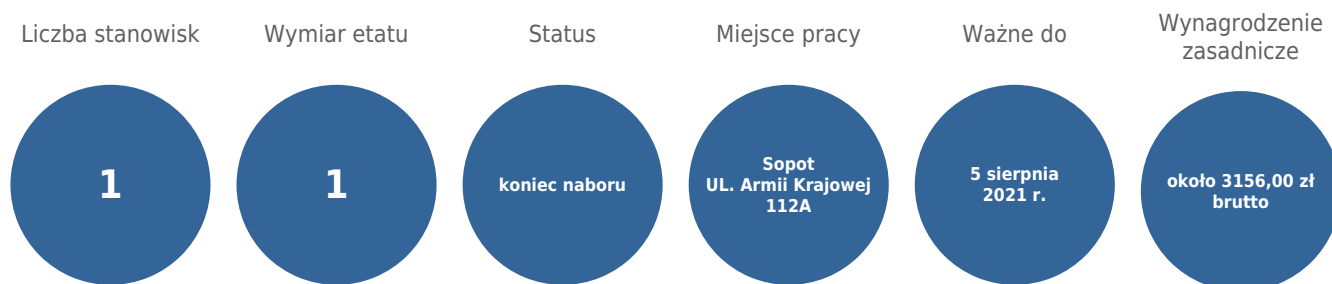 Liczba stanowisk
1
Wymiar etatu
1
Status
koniec naboru
Miejsce pracy
Sopot
UL. Armii Krajowej
112A
Ważne do
5 sierpnia
2021 r.
Wynagrodzenie
zasadnicze
około 3156,00 zł
brutto